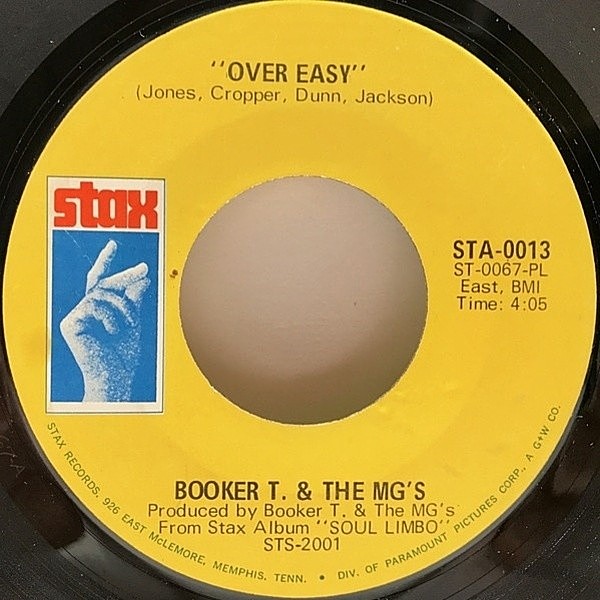 "OVER EASY"
(Jones, Cropper, Dunn, Jackson)
stax
STA-0013
ST-0067-PL
East, BMI
Time: 4:05
BOOKER T. & THE MG'S
Produced by Booker T. & The MG's
From Stax Album "SOUL LIMBO"
STS-2001
STAX RECORDS, 926 EAST McLEMORE, MEMPHIS, TENN. • DIV. OF PARAMOUNT PICTURES CORP., A G+W CO.